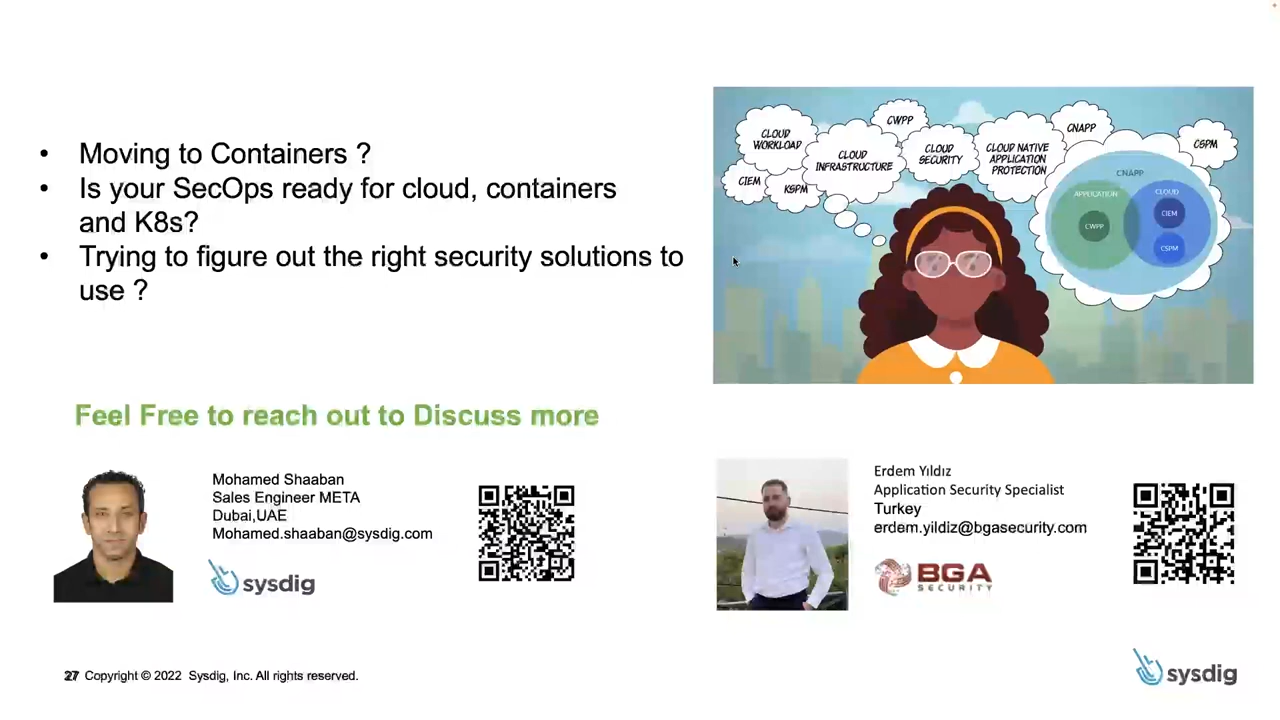 • Moving to Containers ?
• Is your SecOps ready for cloud, containers
and K8s?
• Trying to figure out the right security solutions to
use ?
CLOUD
WORKLOAD
CWPP
CLOUD
INFRASTRUCTURE
CLOUD
SECURITY
CLOUD NATIVE
APPLICATION
PROTECTION
CNAPP
CSPM
CIEM
KSPM
CNAPP
APPLICATION
CLOUD
CWPP
CIEM
CSPM
Feel Free to reach out to Discuss more
Mohamed Shaaban
Sales Engineer META
Dubai,UAE
Mohamed.shaaban@sysdig.com
sysdig
Erdem Yıldız
Application Security Specialist
Turkey
erdem.yildiz@bgasecurity.com
BGA
SECURITY
27 Copyright © 2022 Sysdig, Inc. All rights reserved.
sysdig